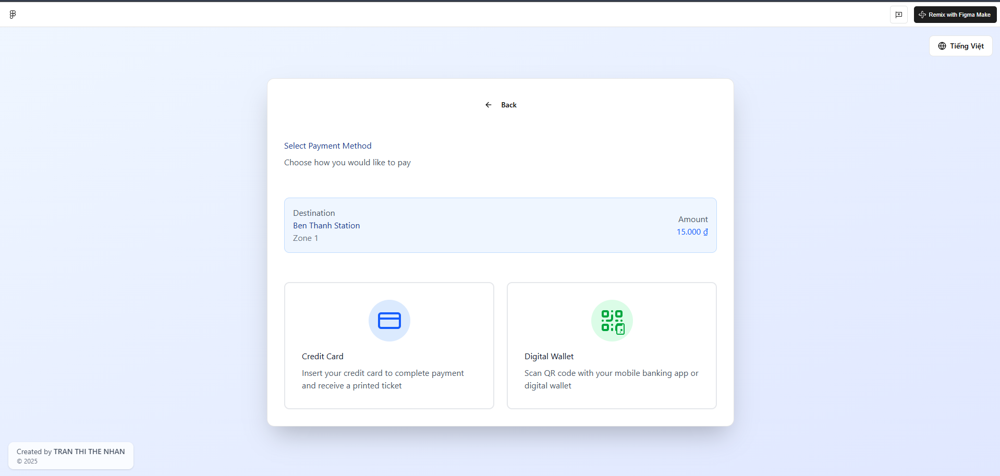 Remix with Figma Make
Tiếng Việt
Back
Select Payment Method
Choose how you would like to pay
Destination
Ben Thanh Station
Zone 1
Amount
15.000 ₫
Credit Card
Insert your credit card to complete payment
and receive a printed ticket
Digital Wallet
Scan QR code with your mobile banking app or
digital wallet
Created by TRAN THI THE NHAN
© 2025